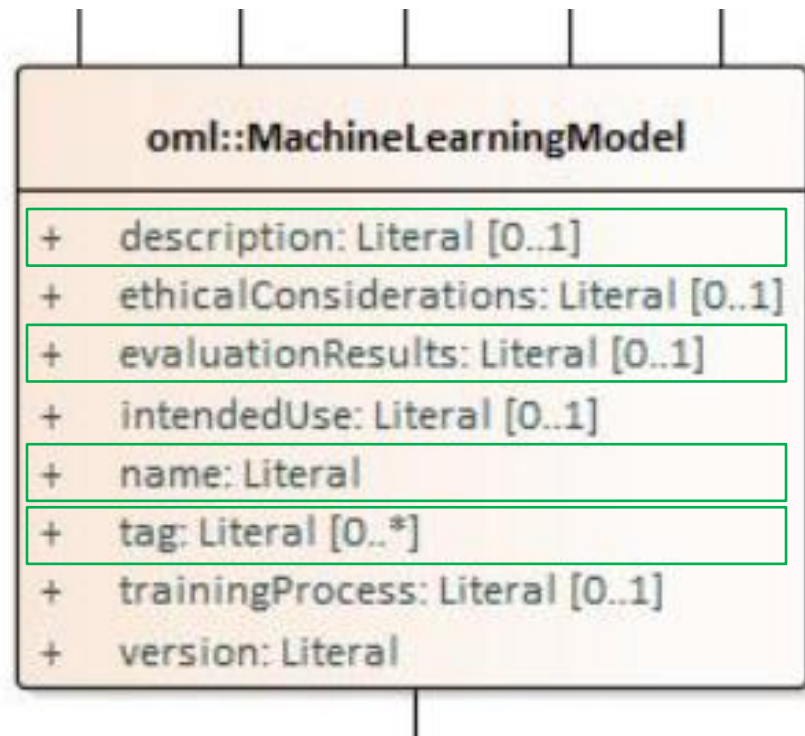 oml::MachineLearningModel
+ description: Literal [0..1]
+ ethicalConsiderations: Literal [0..1]
+ evaluationResults: Literal [0..1]
+ intendedUse: Literal [0..1]
+ name: Literal
+ tag: Literal [0..*]
+ trainingProcess: Literal [0..1]
+ version: Literal